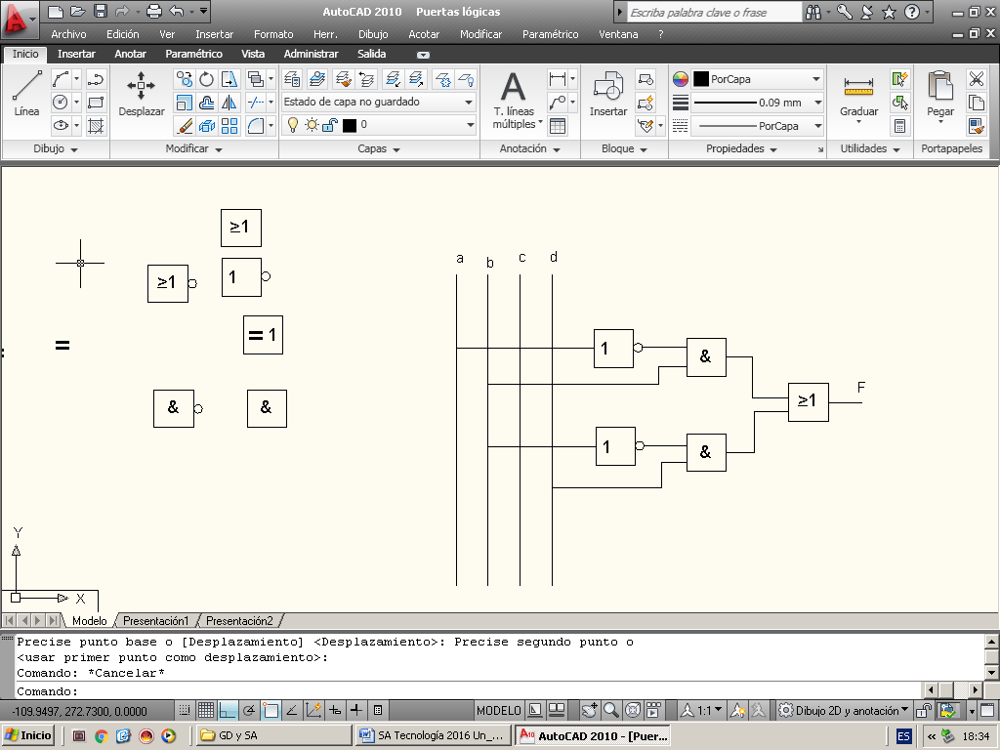 AutoCAD 2010 Puertas lógicas
Escriba palabra clave o frase
Archivo Edición Ver Insertar Formato Herr. Dibujo Acotar Modificar Paramétrico Ventana ?
Inicio Insertar Anotar Paramétrico Vista Administrar Salida
Línea
Desplazar
Estado de capa no guardado
0
A
T. líneas
múltiples
Insertar
PorCapa
0.09 mm
PorCapa
Graduar
Pegar
Dibujo Modificar Capas Anotación Bloque Propiedades Utilidades Portapapeles
≥1
≥1
1
= 1
=
&
&
a b c d
1
&
≥1
F
1
&
Y
X
Modelo Presentación1 Presentación2
Precise punto base o [Desplazamiento] <Desplazamiento>: Precise segundo punto o
<usar primer punto como desplazamiento>:
Comando: *Cancelar*
Comando:
-109.9497, 272.7300, 0.0000
MODELO
1:1
Dibujo 2D y anotación
Inicio
GD y SA
SA Tecnología 2016 Un_...
AutoCAD 2010 - [Puer...
ES
18:34